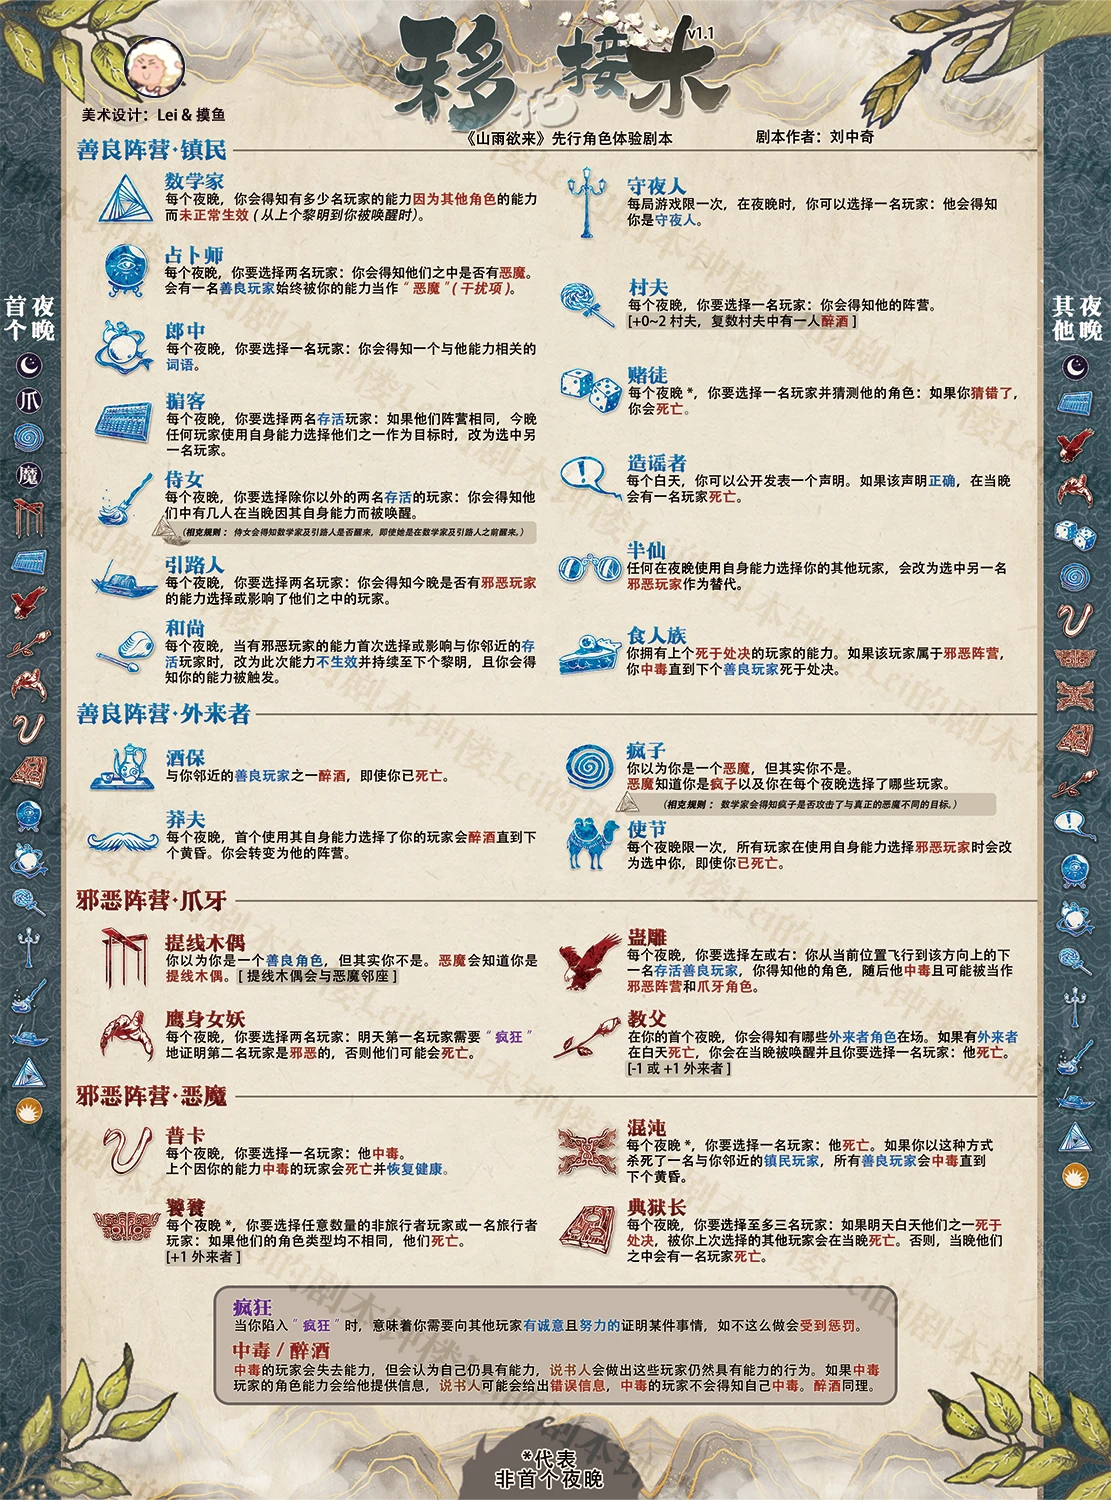 移花接木
v1.1
美术设计：Lei & 摸鱼
《山雨欲来》先行角色体验剧本
剧本作者：刘中奇
善良阵营·镇民
数学家
每个夜晚，你会得知有多少名玩家的能力因为其他角色的能力
而未正常生效 ( 从上个黎明到你被唤醒时 )。
占卜师
每个夜晚，你要选择两名玩家：你会得知他们之中是否有恶魔。
会有一名善良玩家始终被你的能力当作 “ 恶魔 ” ( 干扰项 )。
郎中
每个夜晚，你要选择一名玩家：你会得知一个与他能力相关的
词语。
掮客
每个夜晚，你要选择两名存活玩家：如果他们阵营相同，今晚
任何玩家使用自身能力选择他们之一作为目标时，改为选中另
一名玩家。
侍女
每个夜晚，你要选择除你以外的两名存活的玩家：你会得知他
们中有几人在当晚因其自身能力而被唤醒。
（相克规则 ： 侍女会得知数学家及引路人是否醒来，即使她是在数学家及引路人之前醒来。）
引路人
每个夜晚，你要选择两名玩家：你会得知今晚是否有邪恶玩家
的能力选择或影响了他们之中的玩家。
和尚
每个夜晚，当有邪恶玩家的能力首次选择或影响与你邻近的存
活玩家时，改为此次能力不生效并持续至下个黎明，且你会得
知你的能力被触发。
守夜人
每局游戏限一次，在夜晚时，你可以选择一名玩家：他会得知
你是守夜人。
村夫
每个夜晚，你要选择一名玩家：你会得知他的阵营。
[+0~2 村夫，复数村夫中有一人醉酒 ]
赌徒
每个夜晚 *，你要选择一名玩家并猜测他的角色：如果你猜错了，
你会死亡。
造谣者
每个白天，你可以公开发表一个声明。如果该声明正确，在当晚
会有一名玩家死亡。
半仙
任何在夜晚使用自身能力选择你的其他玩家，会改为选中另一名
邪恶玩家作为替代。
食人族
你拥有上个死于处决的玩家的能力。如果该玩家属于邪恶阵营，
你中毒直到下个善良玩家死于处决。
善良阵营·外来者
酒保
与你邻近的善良玩家之一醉酒，即使你已死亡。
莽夫
每个夜晚，首个使用其自身能力选择了你的玩家会醉酒直到下
个黄昏。你会转变为他的阵营。
疯子
你以为你是一个恶魔，但其实你不是。
恶魔知道你是疯子以及你在每个夜晚选择了哪些玩家。
（相克规则 ： 数学家会得知疯子是否攻击了与真正的恶魔不同的目标。）
使节
每个夜晚限一次，所有玩家在使用自身能力选择邪恶玩家时会改
为选中你，即使你已死亡。
邪恶阵营·爪牙
提线木偶
你以为你是一个善良角色，但其实你不是。恶魔会知道你是
提线木偶。[ 提线木偶会与恶魔邻座 ]
鹰身女妖
每个夜晚，你要选择两名玩家：明天第一名玩家需要 “ 疯狂 ”
地证明第二名玩家是邪恶的，否则他们可能会死亡。
蛊雕
每个夜晚，你要选择左或右：你从当前位置飞行到该方向上的下
一名存活善良玩家，你得知他的角色，随后他中毒且可能被当作
邪恶阵营和爪牙角色。
教父
在你的首个夜晚，你会得知有哪些外来者角色在场。如果有外来者
在白天死亡，你会在当晚被唤醒并且你要选择一名玩家：他死亡。
[-1 或 +1 外来者 ]
邪恶阵营·恶魔
普卡
每个夜晚，你要选择一名玩家：他中毒。
上个因你的能力中毒的玩家会死亡并恢复健康。
饕餮
每个夜晚 *，你要选择任意数量的非旅行者玩家或一名旅行者
玩家：如果他们的角色类型均不相同，他们死亡。
[+1 外来者 ]
混沌
每个夜晚 *，你要选择一名玩家：他死亡。如果你以这种方式
杀死了一名与你邻近的镇民玩家，所有善良玩家会中毒直到
下个黄昏。
典狱长
每个夜晚，你要选择至多三名玩家：如果明天白天他们之一死于
处决，被你上次选择的其他玩家会在当晚死亡。否则，当晚他们
之中会有一名玩家死亡。
疯狂
当你陷入 “ 疯狂 ” 时，意味着你需要向其他玩家有诚意且努力的证明某件事情，如不这么做会受到惩罚。
中毒 / 醉酒
中毒的玩家会失去能力，但会认为自己仍具有能力，说书人会做出这些玩家仍然具有能力的行为。如果中毒
玩家的角色能力会给他提供信息，说书人可能会给出错误信息，中毒的玩家不会得知自己中毒。醉酒同理。
*代表
非首个夜晚
首个夜晚
爪
魔
其他夜晚